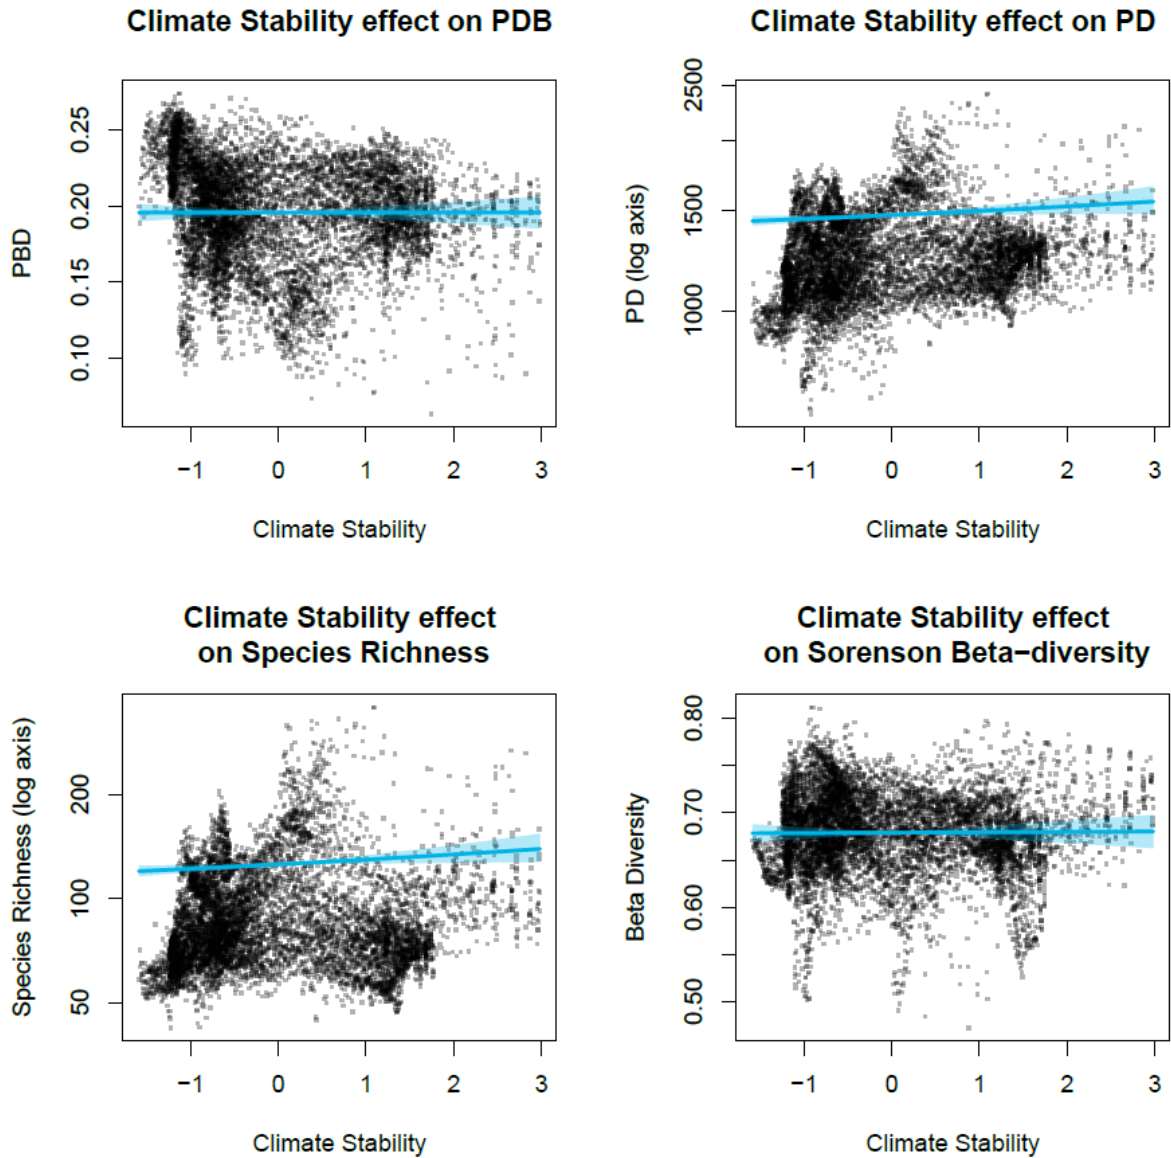 Climate Stability effect on PDB
PBD
0.10 0.15 0.20 0.25
−1 0 1 2 3
Climate Stability
Climate Stability effect on PD
PD (log axis)
1000 1500 2500
−1 0 1 2 3
Climate Stability
Climate Stability effect
on Species Richness
Species Richness (log axis)
50 100 200
−1 0 1 2 3
Climate Stability
Climate Stability effect
on Sorenson Beta−diversity
Beta Diversity
0.50 0.60 0.70 0.80
−1 0 1 2 3
Climate Stability